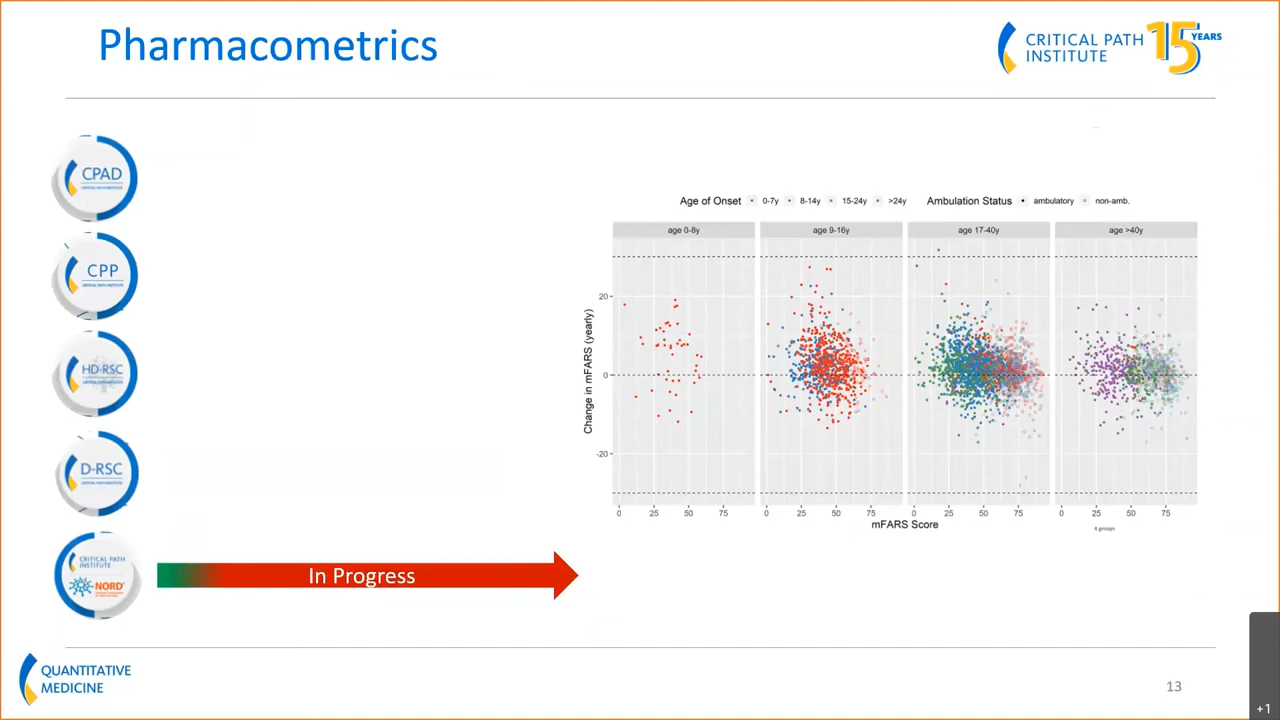 Pharmacometrics
CRITICAL PATH
INSTITUTE
15 YEARS
CPAD
CPP
HD-RSC
D-RSC
CRITICAL PATH
INSTITUTE
NORD
In Progress
Age of Onset 0-7y 8-14y 15-24y >24y Ambulation Status ambulatory non-amb.
age 0-8y age 9-16y age 17-40y age >40y
Change in mFARS (yearly)
20
0
-20
0 25 50 75 0 25 50 75 0 25 50 75 0 25 50 75
mFARS Score
QUANTITATIVE
MEDICINE
13
+1